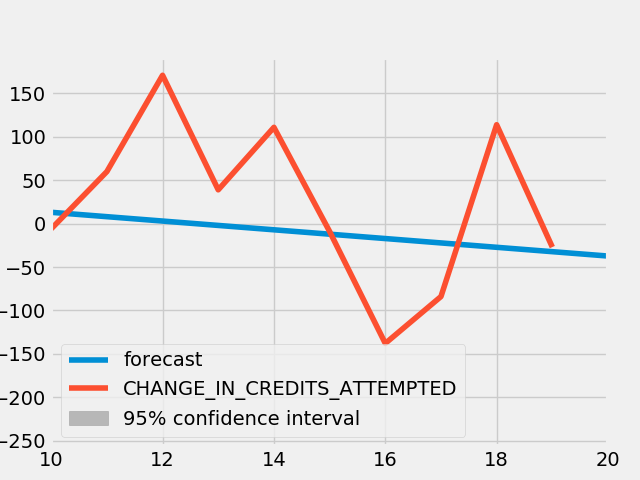 150
100
50
0
−50
−100
−150
−200
−250
10 12 14 16 18 20
forecast
CHANGE_IN_CREDITS_ATTEMPTED
95% confidence interval